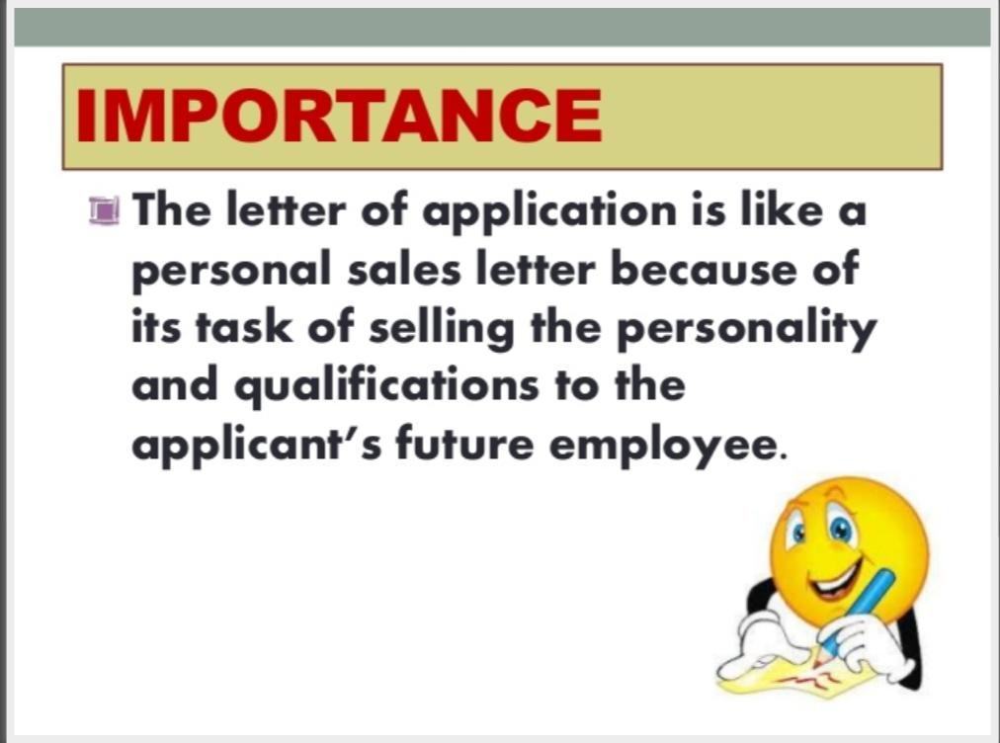 IMPORTANCE
The letter of application is like a
personal sales letter because of
its task of selling the personality
and qualifications to the
applicant's future employee.